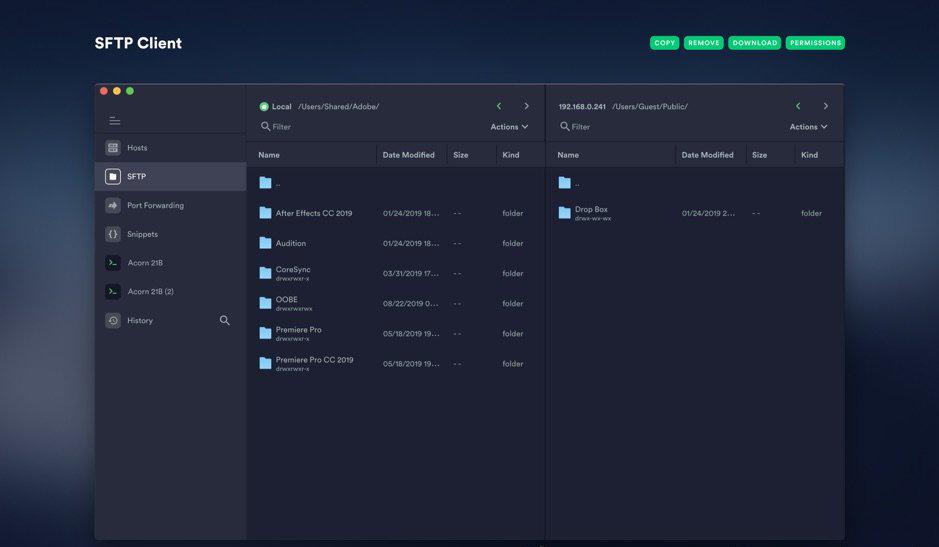 SFTP Client
COPY REMOVE DOWNLOAD PERMISSIONS
Hosts
SFTP
Port Forwarding
{} Snippets
>_ Acorn 21B
>_ Acorn 21B (2)
History
Local /Users/Shared/Adobe/ < >
Filter Actions
Name Date Modified Size Kind
..
After Effects CC 2019 01/24/2019 18... -- folder
Audition 01/24/2019 18... -- folder
CoreSync 03/31/2019 17... -- folder
drwxrwxr-x
OOBE 08/22/2019 0... -- folder
drwxrwxrwx
Premiere Pro 05/18/2019 19... -- folder
drwxrwxr-x
Premiere Pro CC 2019 05/18/2019 19... -- folder
drwxrwxr-x
192.168.0.241 /Users/Guest/Public/ < >
Filter Actions
Name Date Modified Size Kind
..
Drop Box 01/24/2019 2... -- folder
drwx-wx-wx